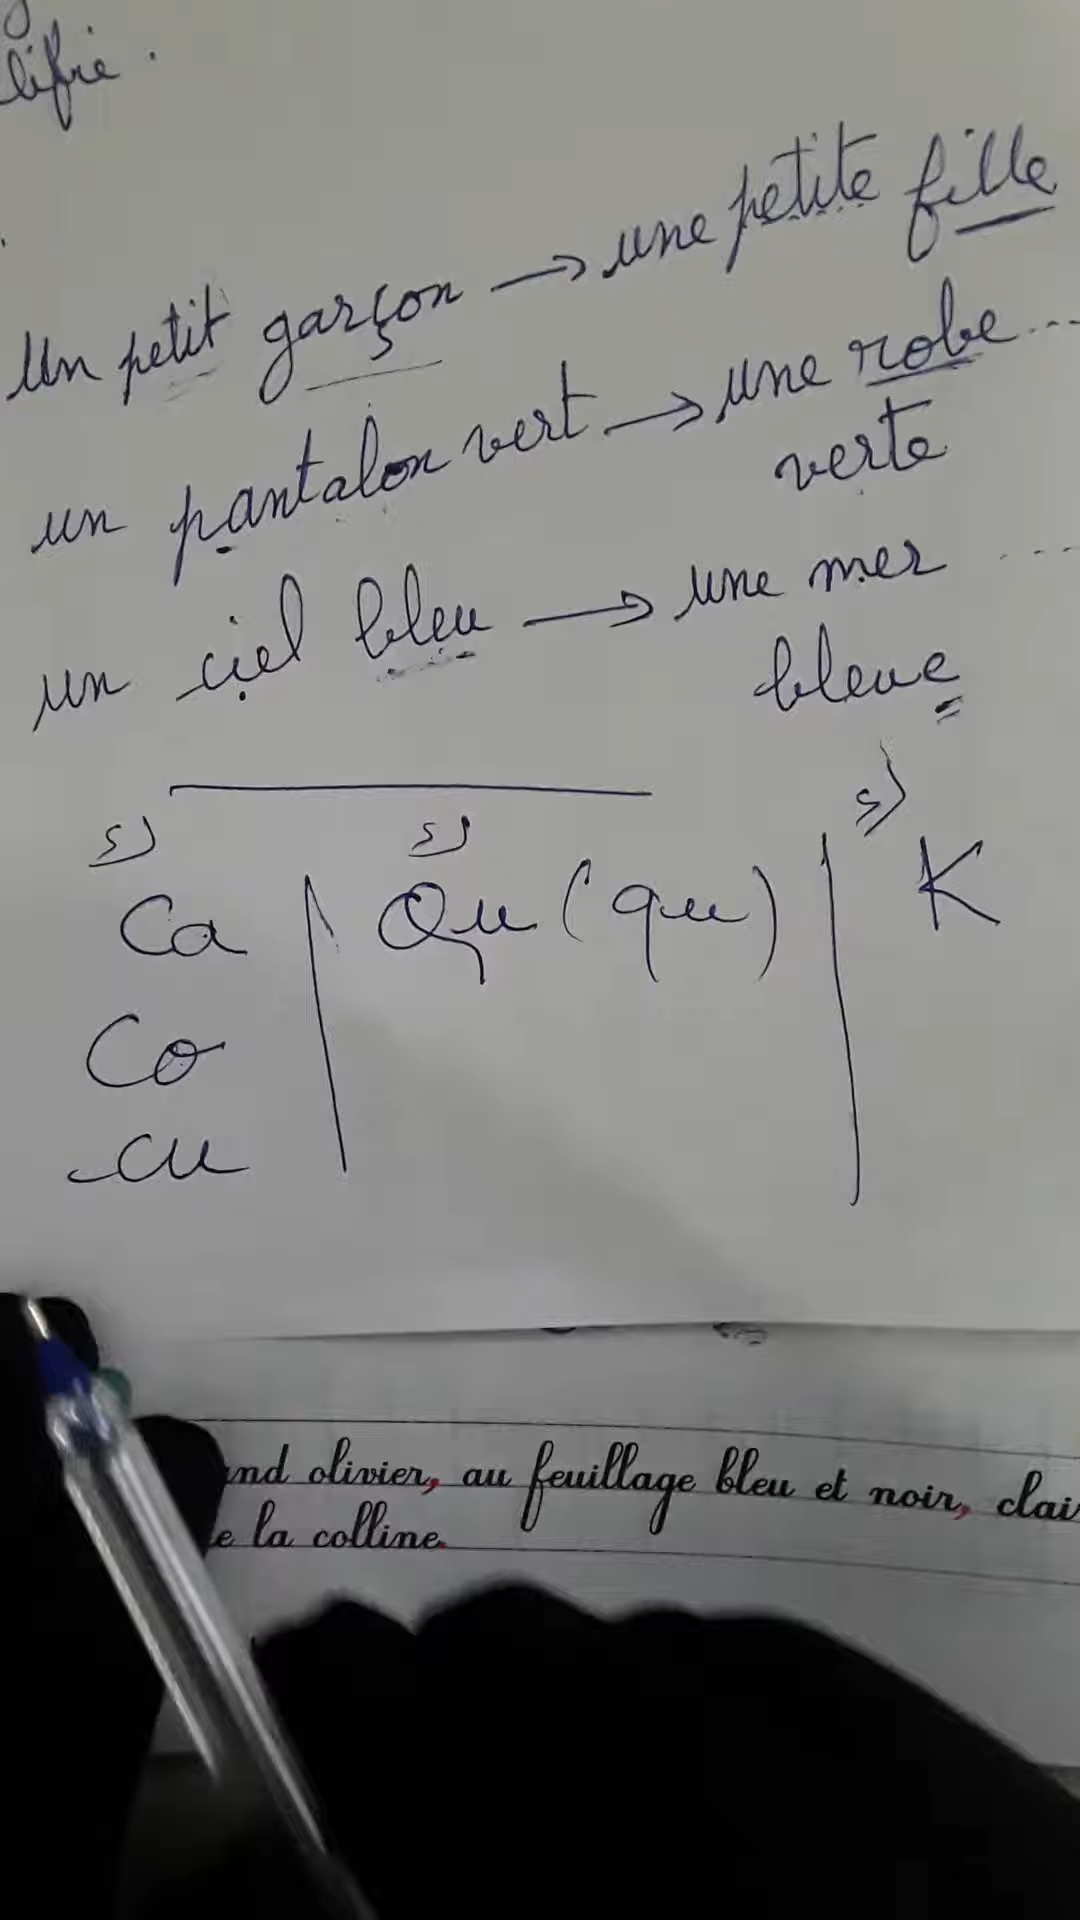 lifie.
Un petit garçon → une petite fille
un pantalon vert → une robe ...
verte
un ciel bleu → une mer ....
bleue
Ca | Qu (qu) | K
Co
cu
and olivier, au feuillage bleu et noir, clai
e la colline.